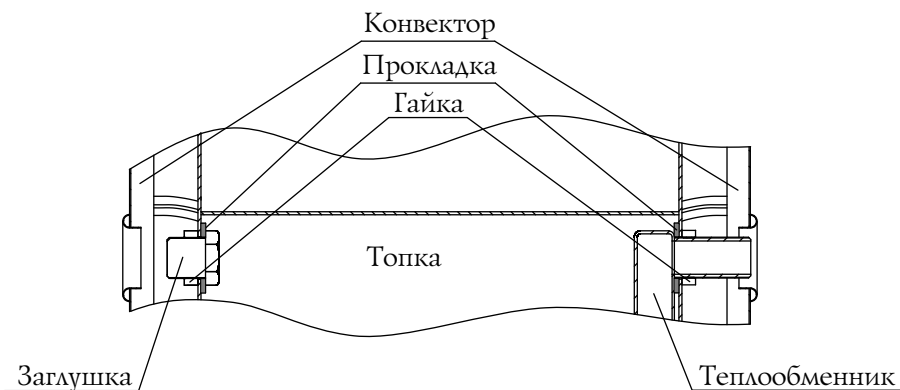 Конвектор
Прокладка
Гайка
Топка
Заглушка
Теплообменник